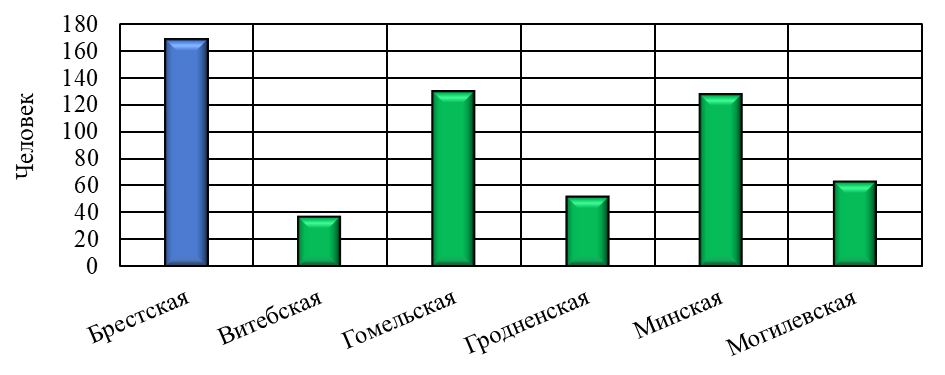 Человек
180
160
140
120
100
80
60
40
20
0
Брестская
Витебская
Гомельская
Гродненская
Минская
Могилевская